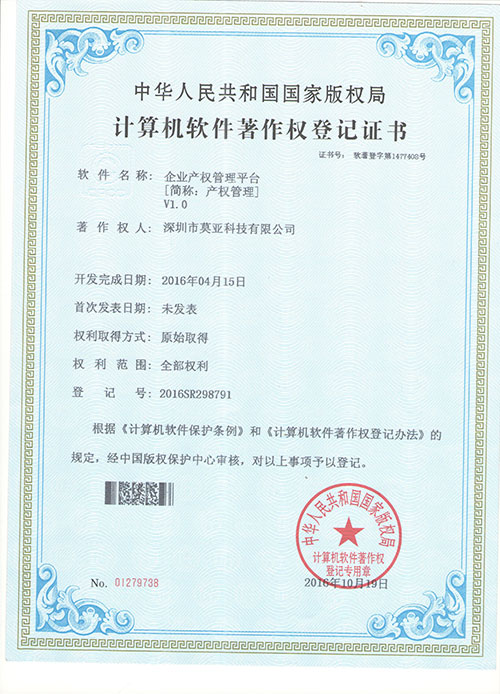 中华人民共和国国家版权局
计算机软件著作权登记证书
证书号： 软著登字第1477408号
软件名称： 企业产权管理平台
[简称：产权管理]
V1.0
著作权人： 深圳市莫亚科技有限公司
开发完成日期： 2016年04月15日
首次发表日期： 未发表
权利取得方式： 原始取得
权利范围： 全部权利
登记号： 2016SR298791
根据《计算机软件保护条例》和《计算机软件著作权登记办法》的
规定，经中国版权保护中心审核，对以上事项予以登记。
中华人民共和国国家版权局
计算机软件著作权
登记专用章
2016年10月19日
No. 01279738